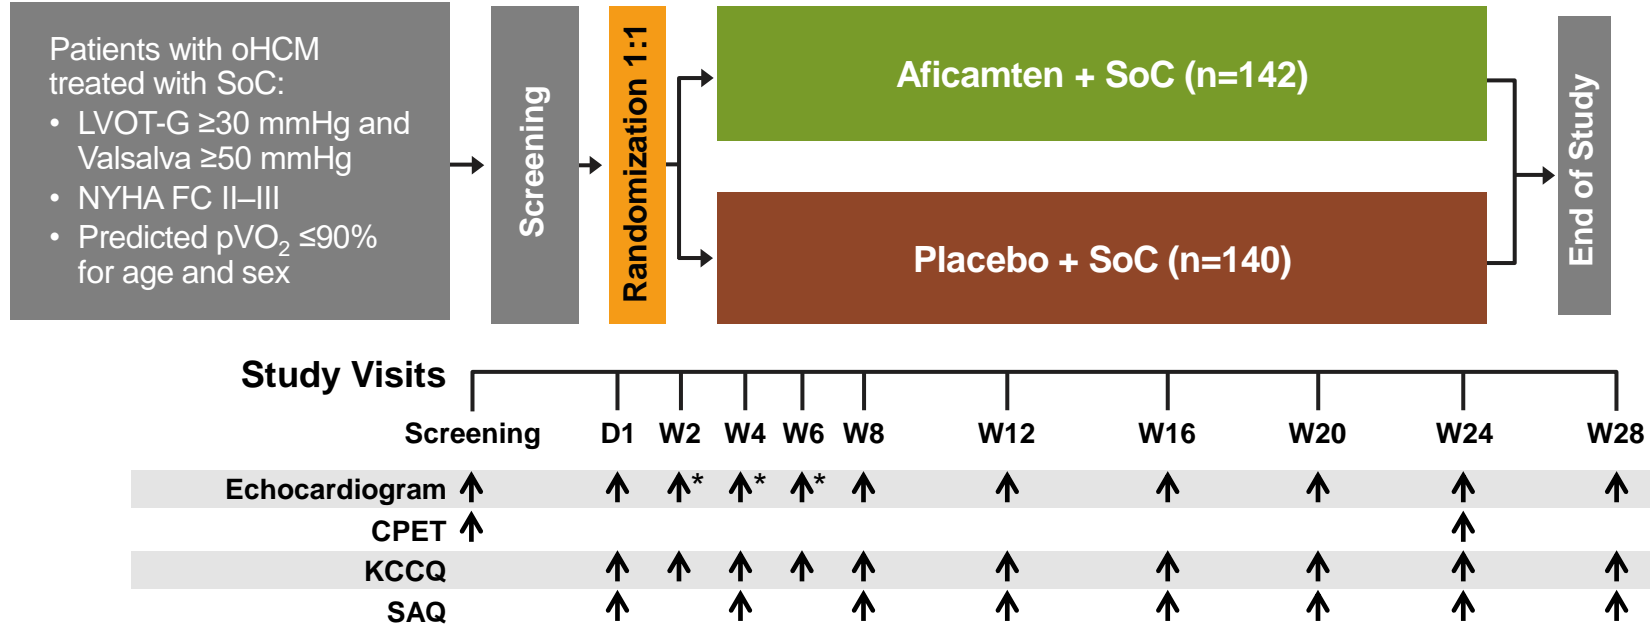 Patients with oHCM
treated with SoC:
• LVOT-G ≥30 mmHg and
Valsalva ≥50 mmHg
• NYHA FC II–III
• Predicted pVO₂ ≤90%
for age and sex
Screening
Randomization 1:1
Aficamten + SoC (n=142)
Placebo + SoC (n=140)
End of Study
Study Visits
Screening D1 W2 W4 W6 W8 W12 W16 W20 W24 W28
Echocardiogram * * *
CPET
KCCQ
SAQ